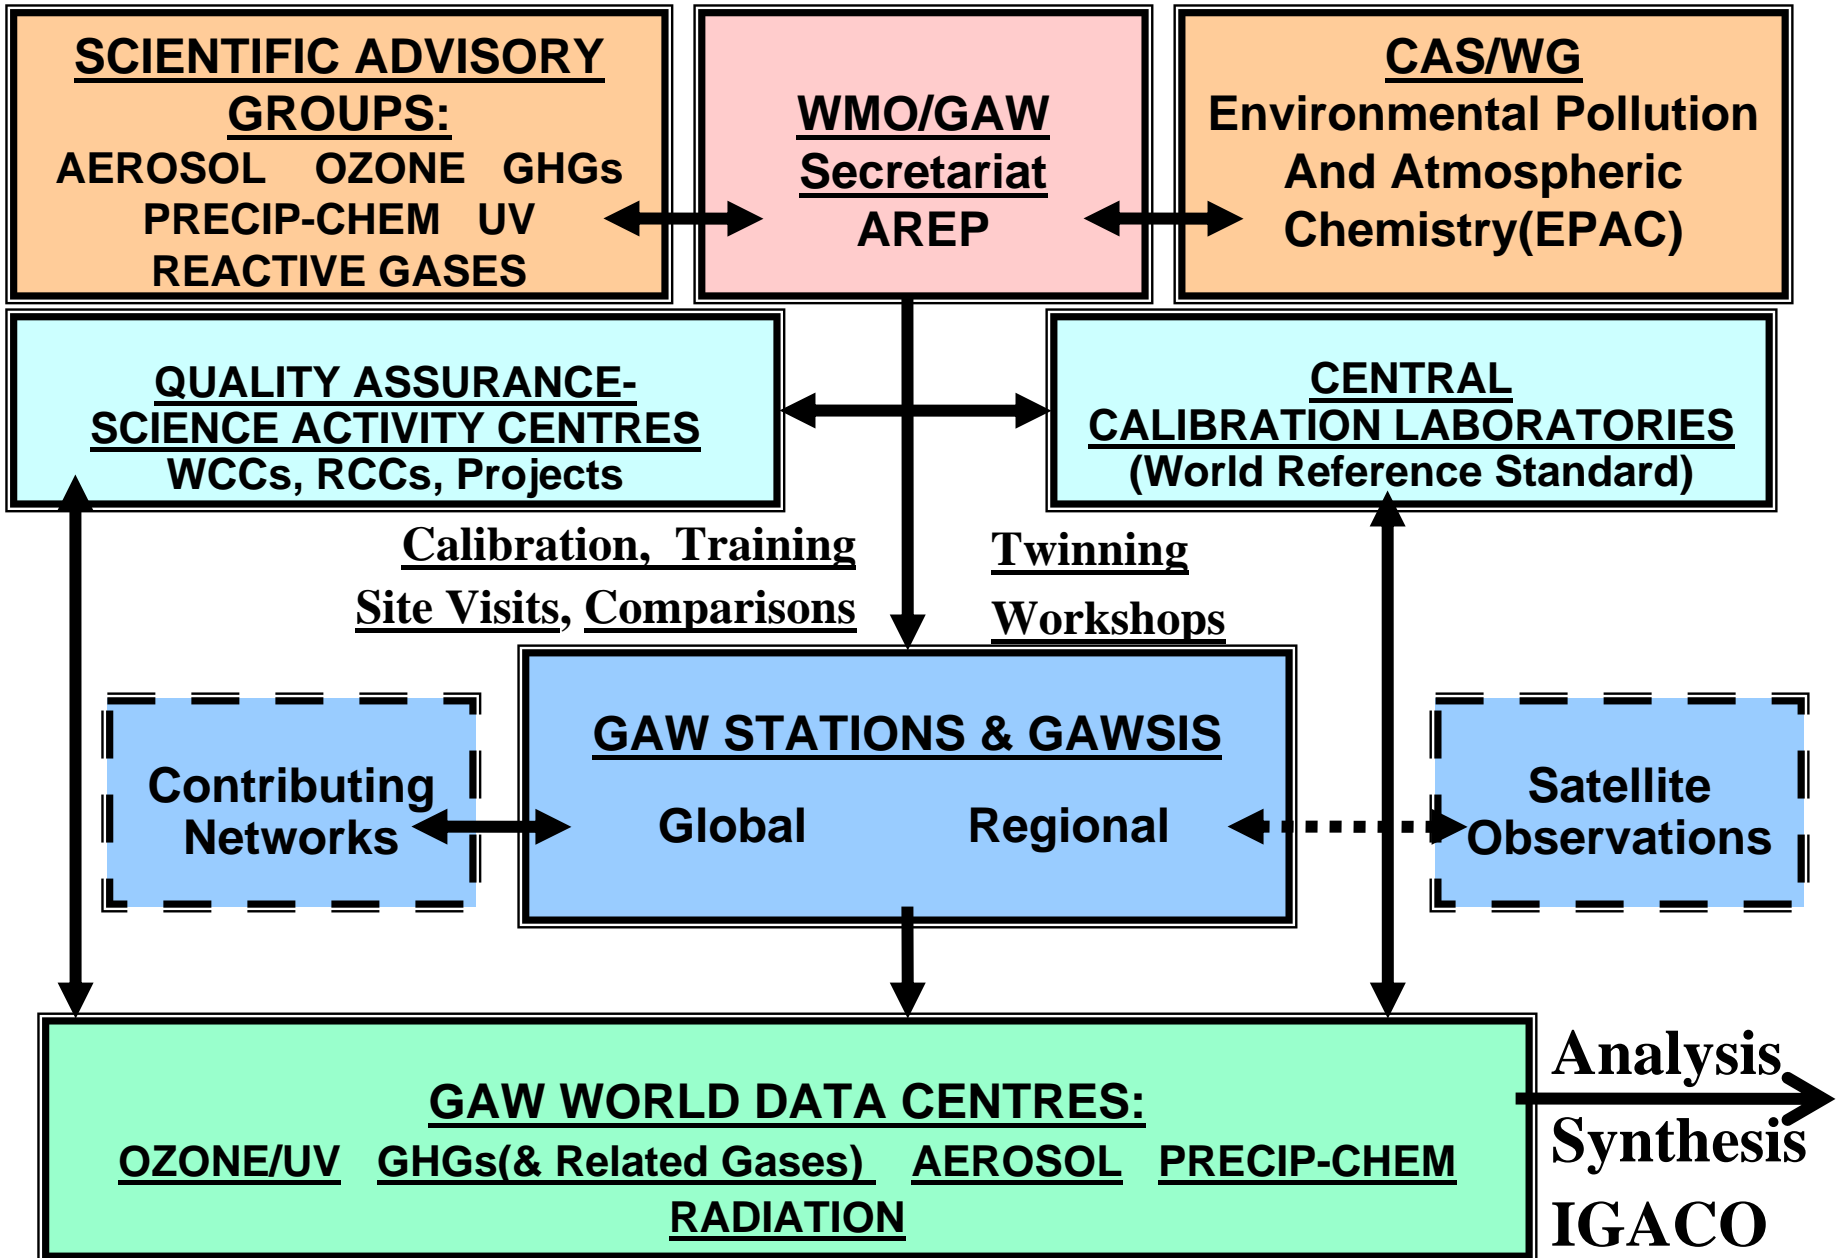 SCIENTIFIC ADVISORY
GROUPS:
AEROSOL OZONE GHGs
PRECIP-CHEM UV
REACTIVE GASES
WMO/GAW
Secretariat
AREP
CAS/WG
Environmental Pollution
And Atmospheric
Chemistry(EPAC)
QUALITY ASSURANCE-
SCIENCE ACTIVITY CENTRES
WCCs, RCCs, Projects
CENTRAL
CALIBRATION LABORATORIES
(World Reference Standard)
Calibration, Training
Site Visits, Comparisons
Twinning
Workshops
Contributing
Networks
GAW STATIONS & GAWSIS
Global Regional
Satellite
Observations
GAW WORLD DATA CENTRES:
OZONE/UV GHGs(& Related Gases) AEROSOL PRECIP-CHEM
RADIATION
Analysis
Synthesis
IGACO